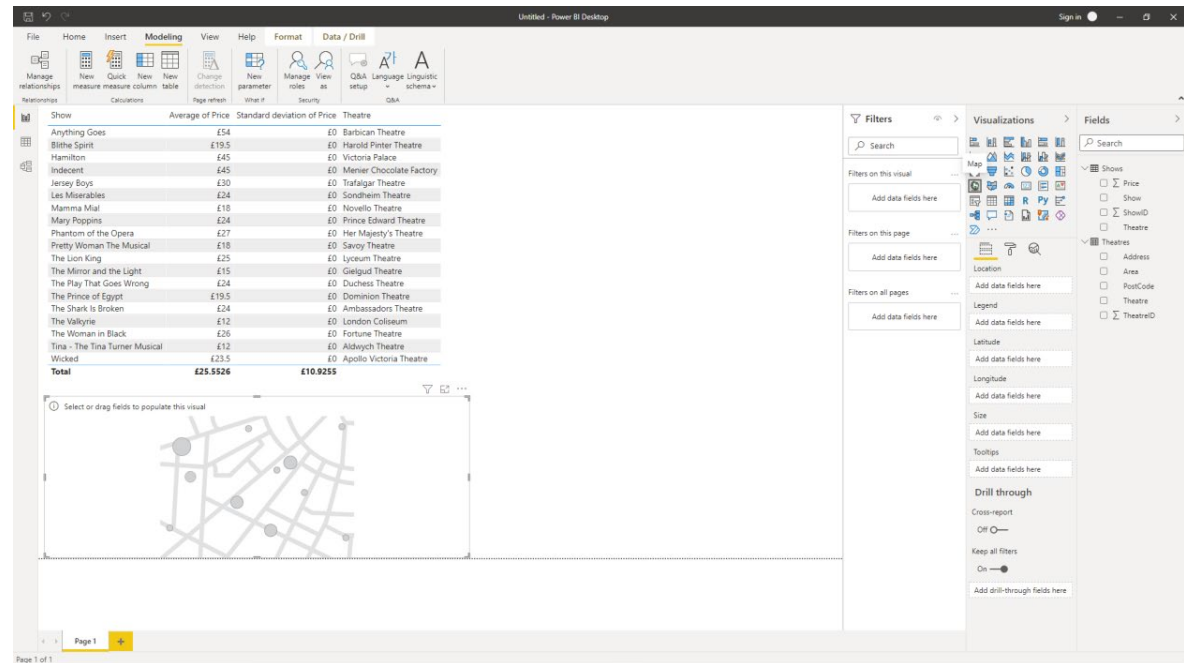 Untitled - Power BI Desktop
Sign in
File Home Insert Modeling View Help Format Data / Drill
Manage relationships
New measure
Quick measure
New column
New table
Change detection
New parameter
Manage roles
View as
Q&A setup
Language
Linguistic schema
Relationships Calculations Page refresh What if Security Q&A
Show Average of Price Standard deviation of Price Theatre
Anything Goes £54 £0 Barbican Theatre
Blithe Spirit £19.5 £0 Harold Pinter Theatre
Hamilton £45 £0 Victoria Palace
Indecent £45 £0 Menier Chocolate Factory
Jersey Boys £30 £0 Trafalgar Theatre
Les Miserables £24 £0 Sondheim Theatre
Mamma Mia! £18 £0 Novello Theatre
Mary Poppins £24 £0 Prince Edward Theatre
Phantom of the Opera £27 £0 Her Majesty's Theatre
Pretty Woman The Musical £18 £0 Savoy Theatre
The Lion King £25 £0 Lyceum Theatre
The Mirror and the Light £15 £0 Gielgud Theatre
The Play That Goes Wrong £24 £0 Duchess Theatre
The Prince of Egypt £19.5 £0 Dominion Theatre
The Shark Is Broken £24 £0 Ambassadors Theatre
The Valkyrie £12 £0 London Coliseum
The Woman in Black £26 £0 Fortune Theatre
Tina - The Tina Turner Musical £12 £0 Aldwych Theatre
Wicked £23.5 £0 Apollo Victoria Theatre
Total £25.5526 £10.9255
Select or drag fields to populate this visual
Filters
Search
Filters on this visual
Add data fields here
Filters on this page
Add data fields here
Filters on all pages
Add data fields here
Visualizations
Map
R Py
Location
Add data fields here
Legend
Add data fields here
Latitude
Add data fields here
Longitude
Add data fields here
Size
Add data fields here
Tooltips
Add data fields here
Drill through
Cross-report
Off
Keep all filters
On
Add drill-through fields here
Fields
Search
Shows
Σ Price
Show
Σ ShowID
Theatre
Theatres
Address
Area
PostCode
Theatre
Σ TheatreID
Page 1
Page 1 of 1